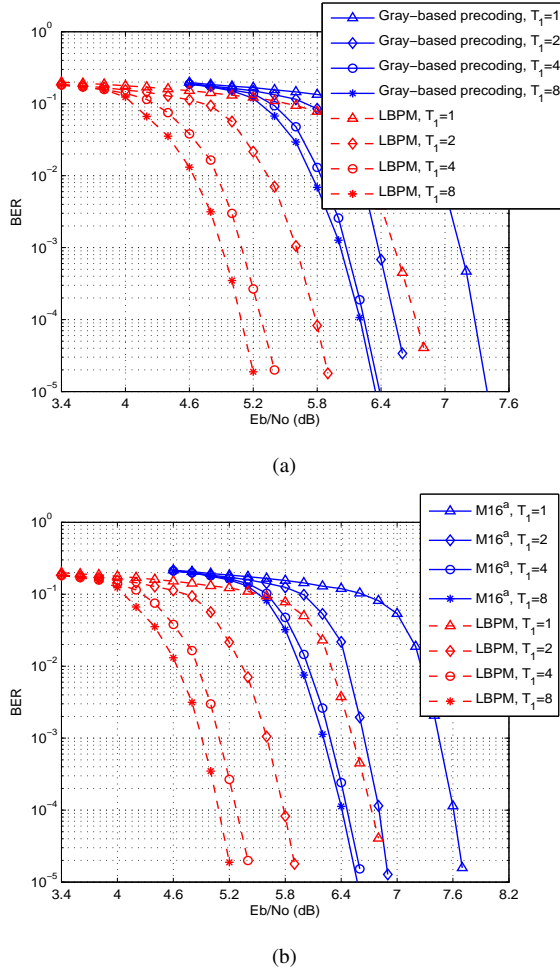 Gray−based precoding, T1=1
Gray−based precoding, T1=2
Gray−based precoding, T1=4
Gray−based precoding, T1=8
LBPM, T1=1
LBPM, T1=2
LBPM, T1=4
LBPM, T1=8
10^0
10^−1
10^−2
10^−3
10^−4
10^−5
BER
3.4 4 4.6 5.2 5.8 6.4 7 7.6
Eb/No (dB)
(a)
M16^a, T1=1
M16^a, T1=2
M16^a, T1=4
M16^a, T1=8
LBPM, T1=1
LBPM, T1=2
LBPM, T1=4
LBPM, T1=8
10^0
10^−1
10^−2
10^−3
10^−4
10^−5
BER
3.4 4 4.6 5.2 5.8 6.4 7 7.6 8.2
Eb/No (dB)
(b)